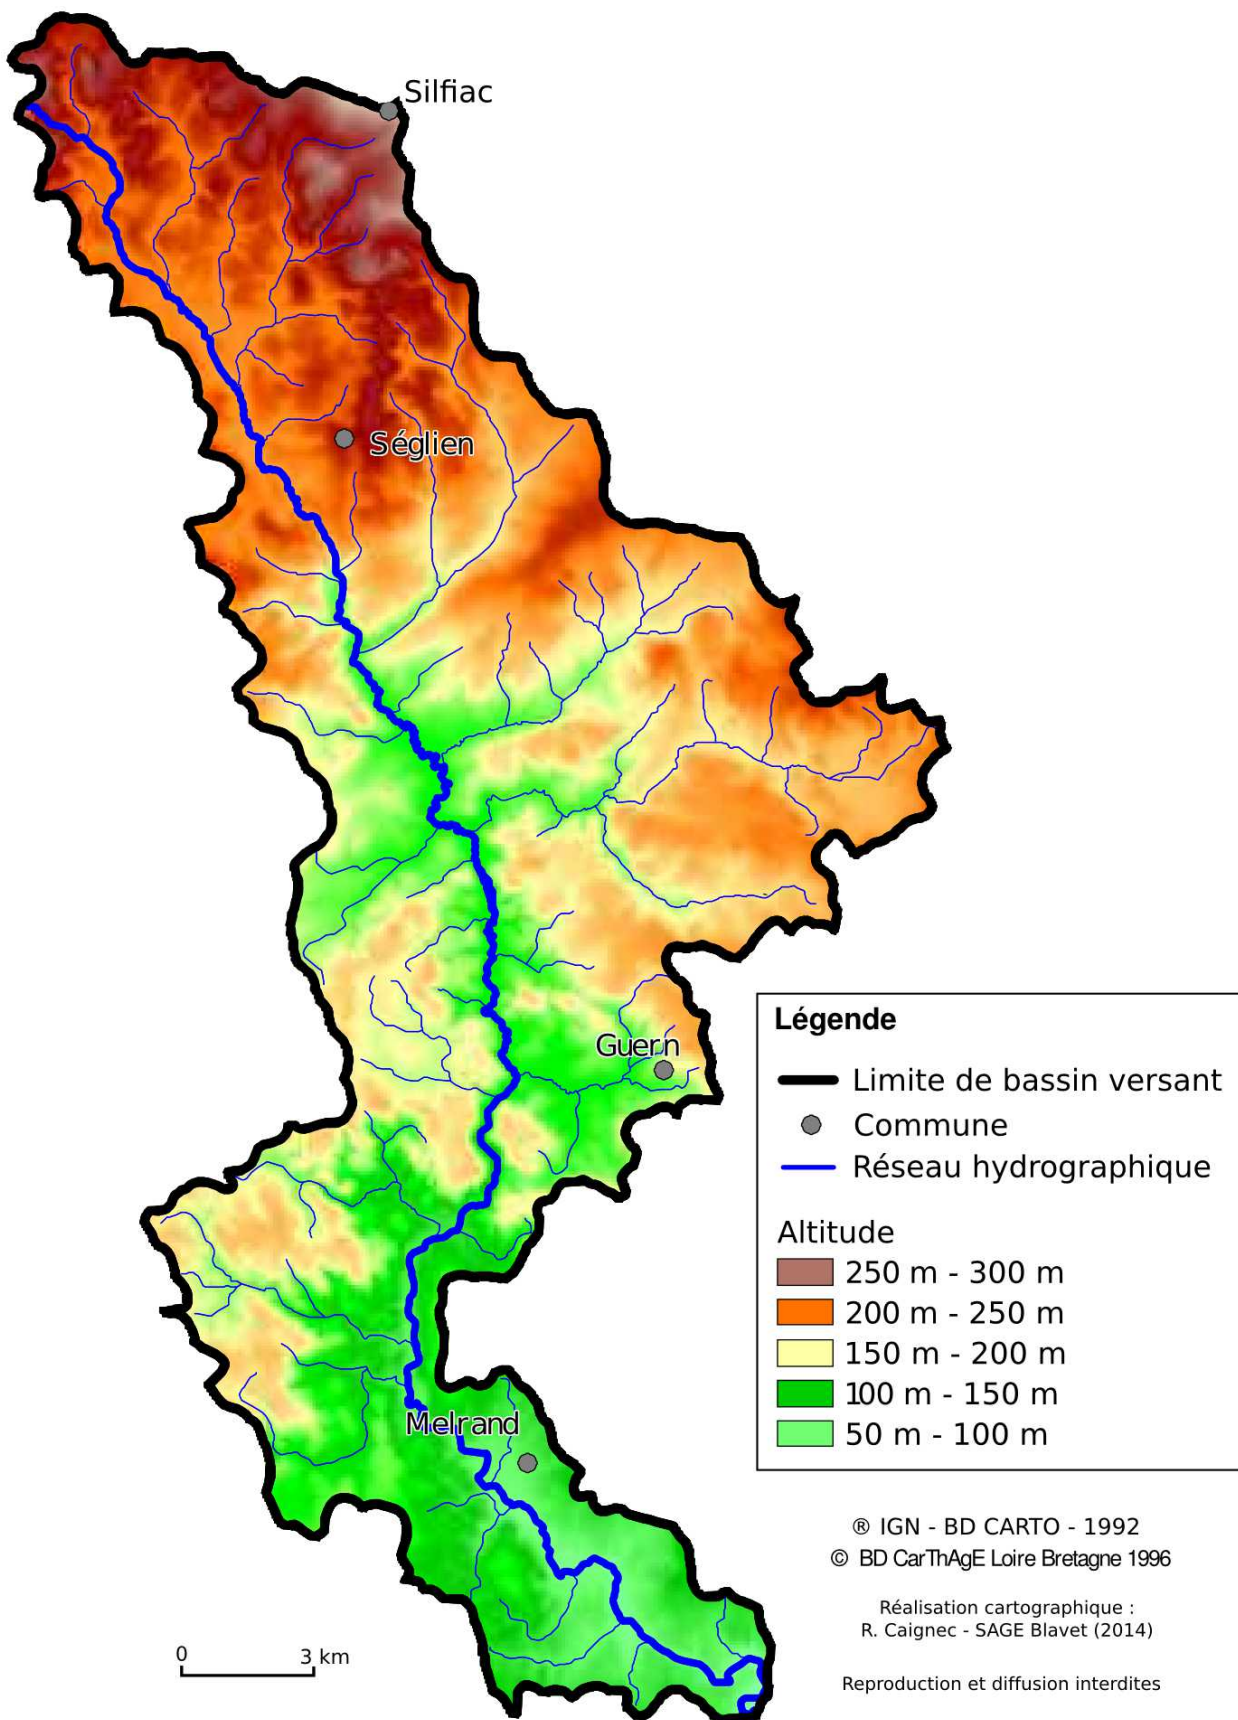 Silfiac
Séglien
Guern
Légende
Limite de bassin versant
Commune
Réseau hydrographique
Altitude
250 m - 300 m
200 m - 250 m
150 m - 200 m
100 m - 150 m
50 m - 100 m
Melrand
® IGN - BD CARTO - 1992
© BD CarThAgE Loire Bretagne 1996
Réalisation cartographique :
R. Caignec - SAGE Blavet (2014)
0 3 km
Reproduction et diffusion interdites